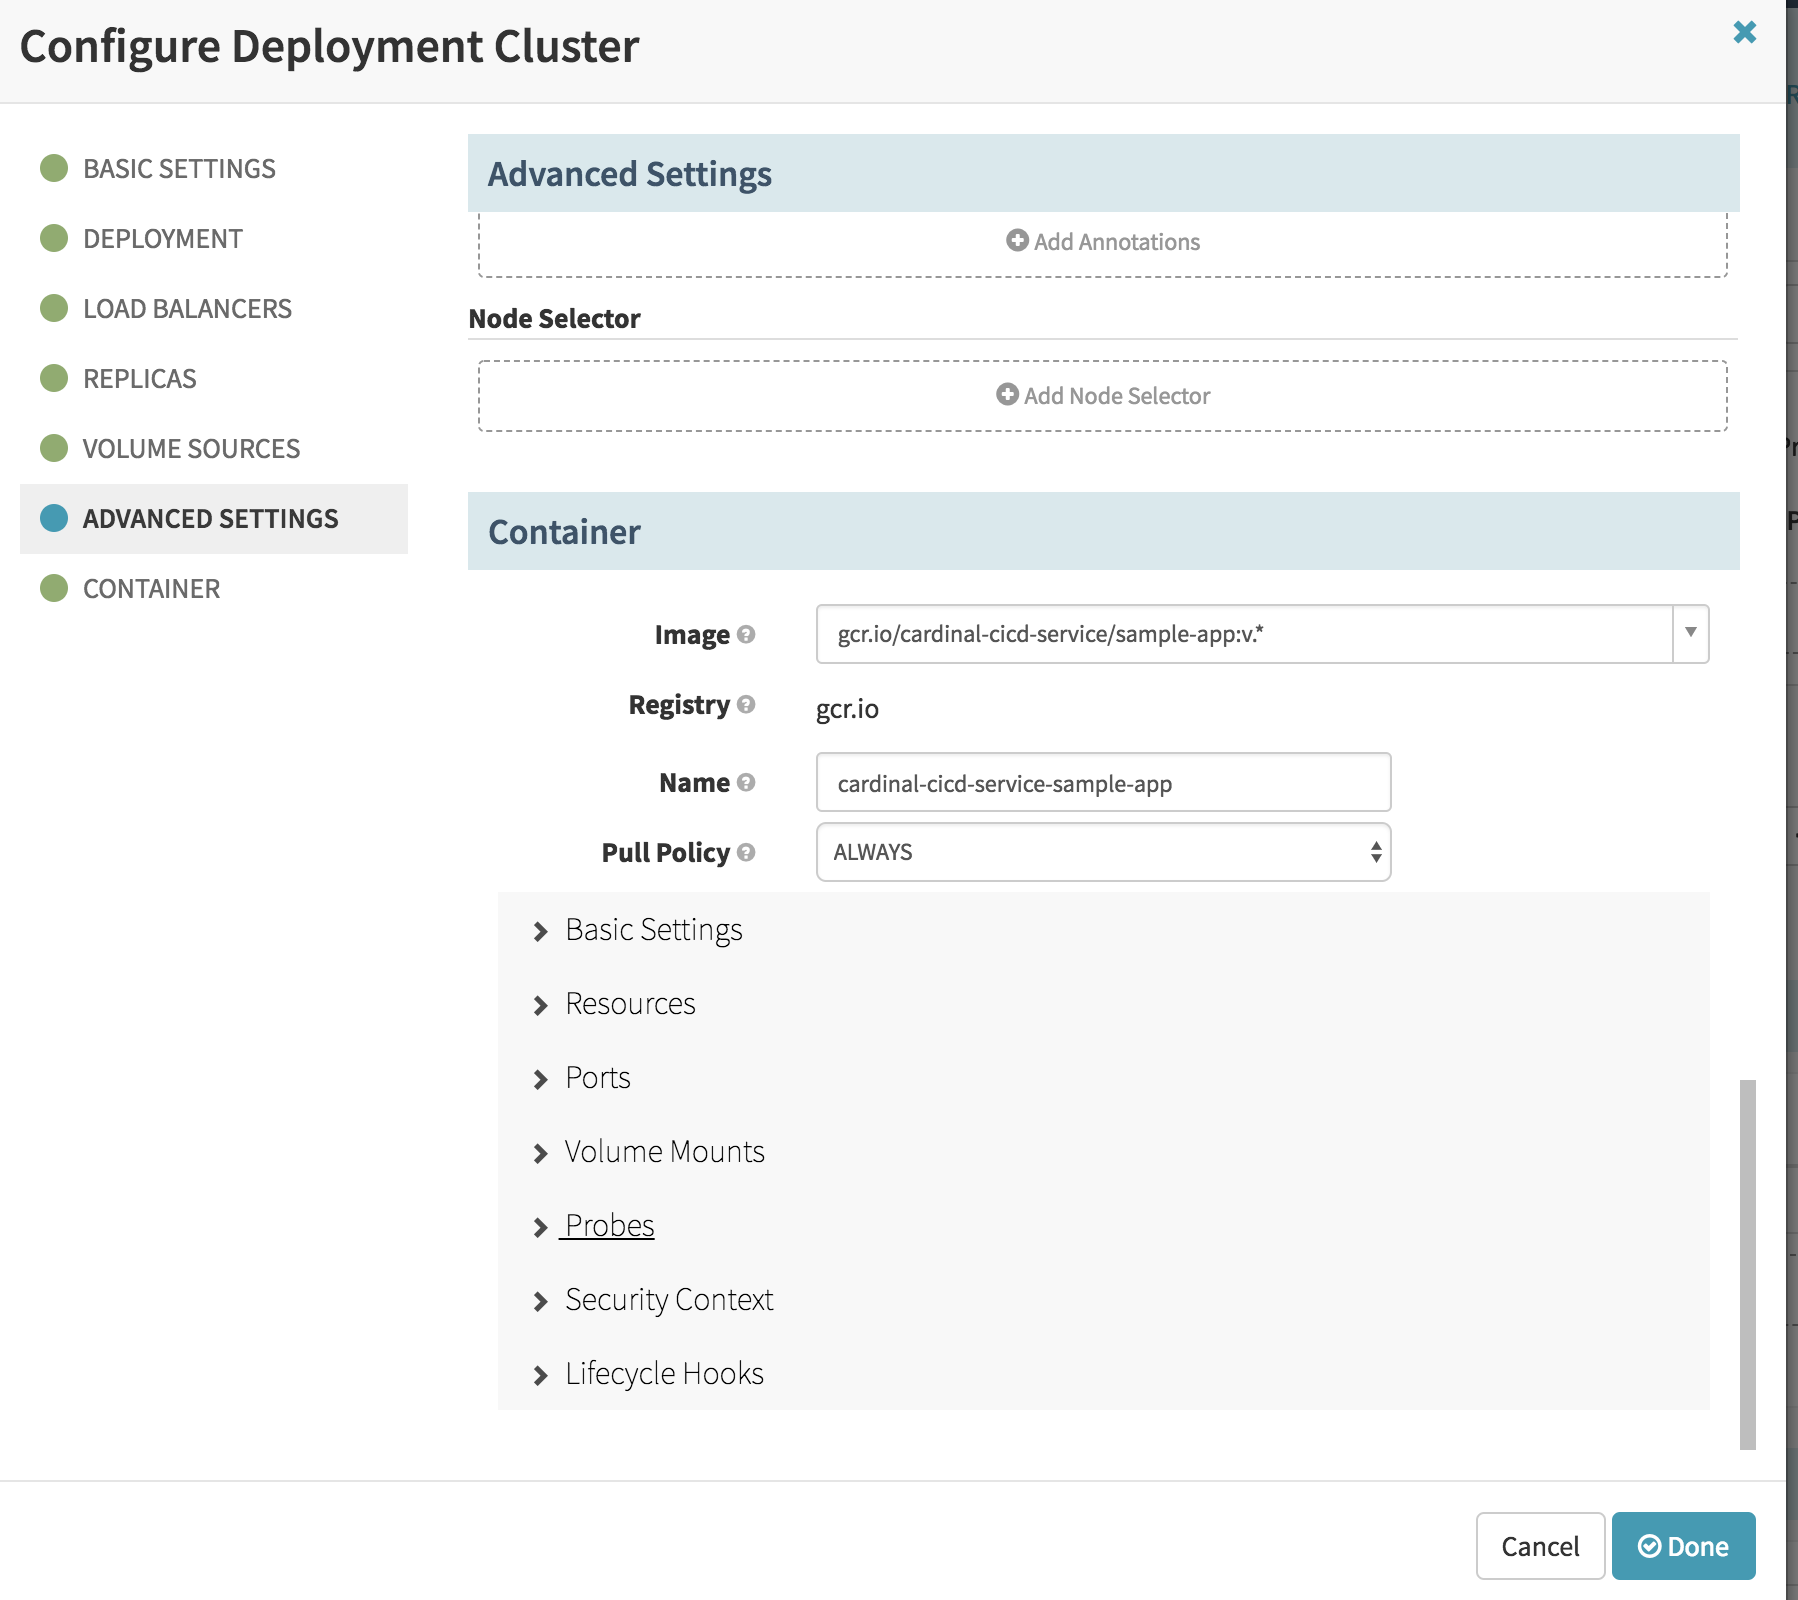 Configure Deployment Cluster
BASIC SETTINGS
DEPLOYMENT
LOAD BALANCERS
REPLICAS
VOLUME SOURCES
ADVANCED SETTINGS
CONTAINER
Advanced Settings
Add Annotations
Node Selector
Add Node Selector
Container
Image
gcr.io/cardinal-cicd-service/sample-app:v.*
Registry
gcr.io
Name
cardinal-cicd-service-sample-app
Pull Policy
ALWAYS
Basic Settings
Resources
Ports
Volume Mounts
Probes
Security Context
Lifecycle Hooks
Cancel
Done